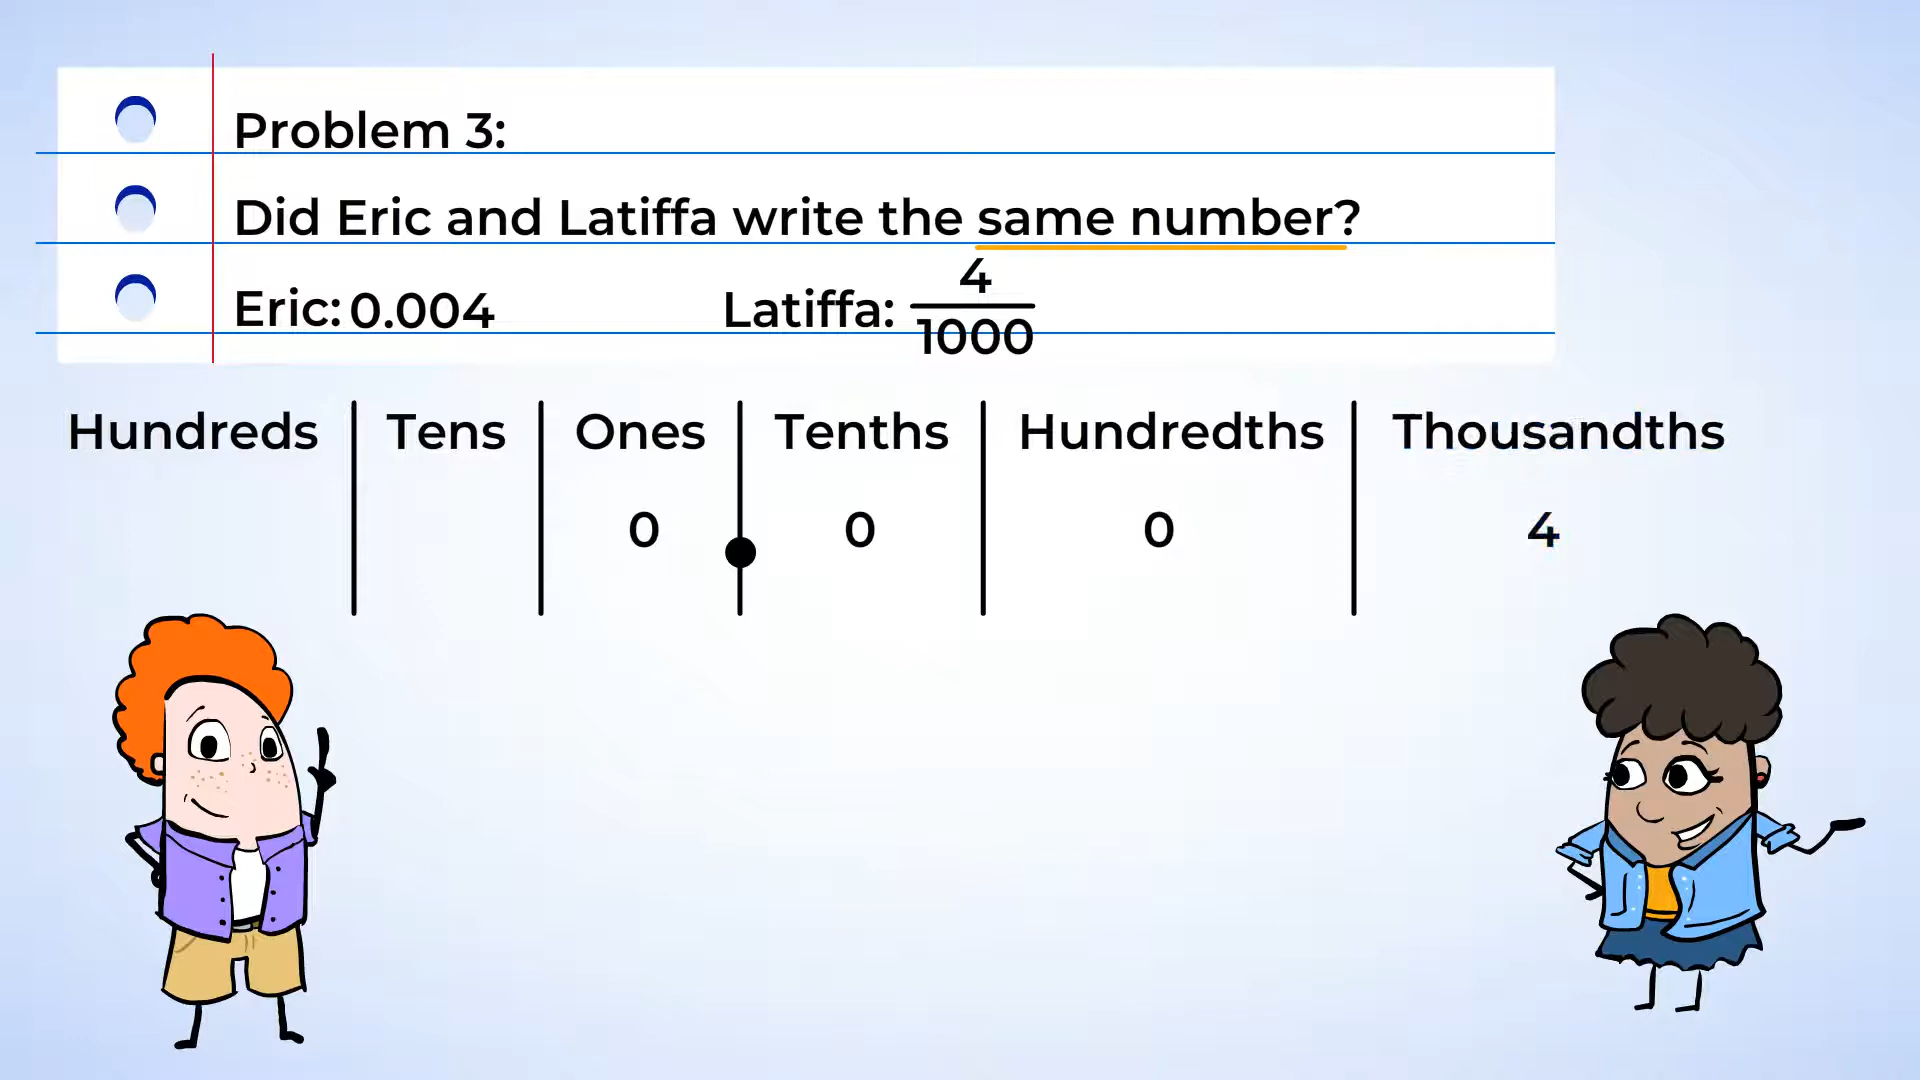 Problem 3:
Did Eric and Latiffa write the same number?
Eric: 0.004 Latiffa: 4/1000
Hundreds Tens Ones Tenths Hundredths Thousandths
0 . 0 0 4